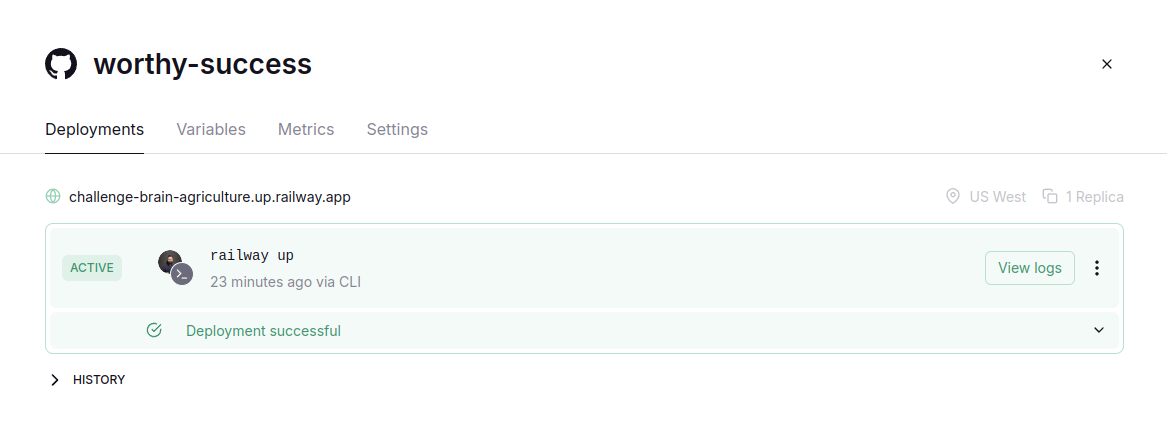 worthy-success
Deployments Variables Metrics Settings
challenge-brain-agriculture.up.railway.app US West 1 Replica
ACTIVE railway up View logs
23 minutes ago via CLI
Deployment successful
HISTORY